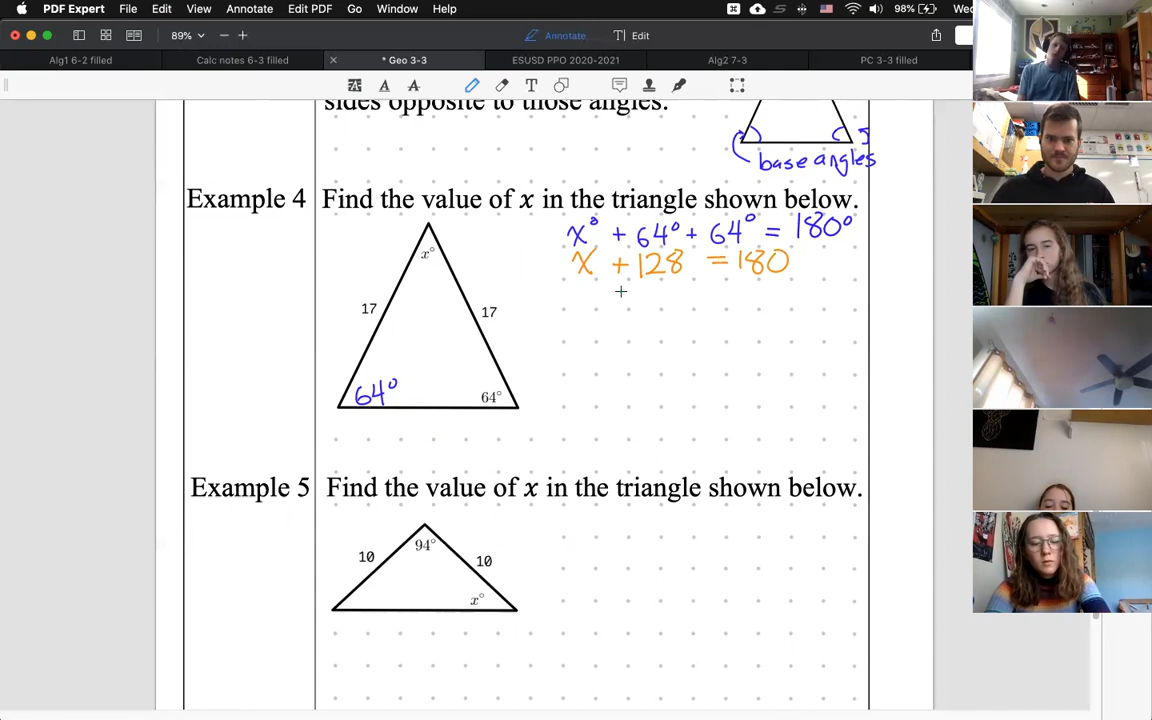 PDF Expert File Edit View Annotate Edit PDF Go Window Help 98% Wed
89% Annotate Edit
Alg1 6-2 filled Calc notes 6-3 filled * Geo 3-3 ESUSD PPO 2020-2021 Alg2 7-3 PC 3-3 filled
sides opposite to those angles.
base angles
Example 4 Find the value of x in the triangle shown below.
x° + 64° + 64° = 180°
x + 128 = 180
x°
17
17
64°
64°
Example 5 Find the value of x in the triangle shown below.
94°
10
10
x°